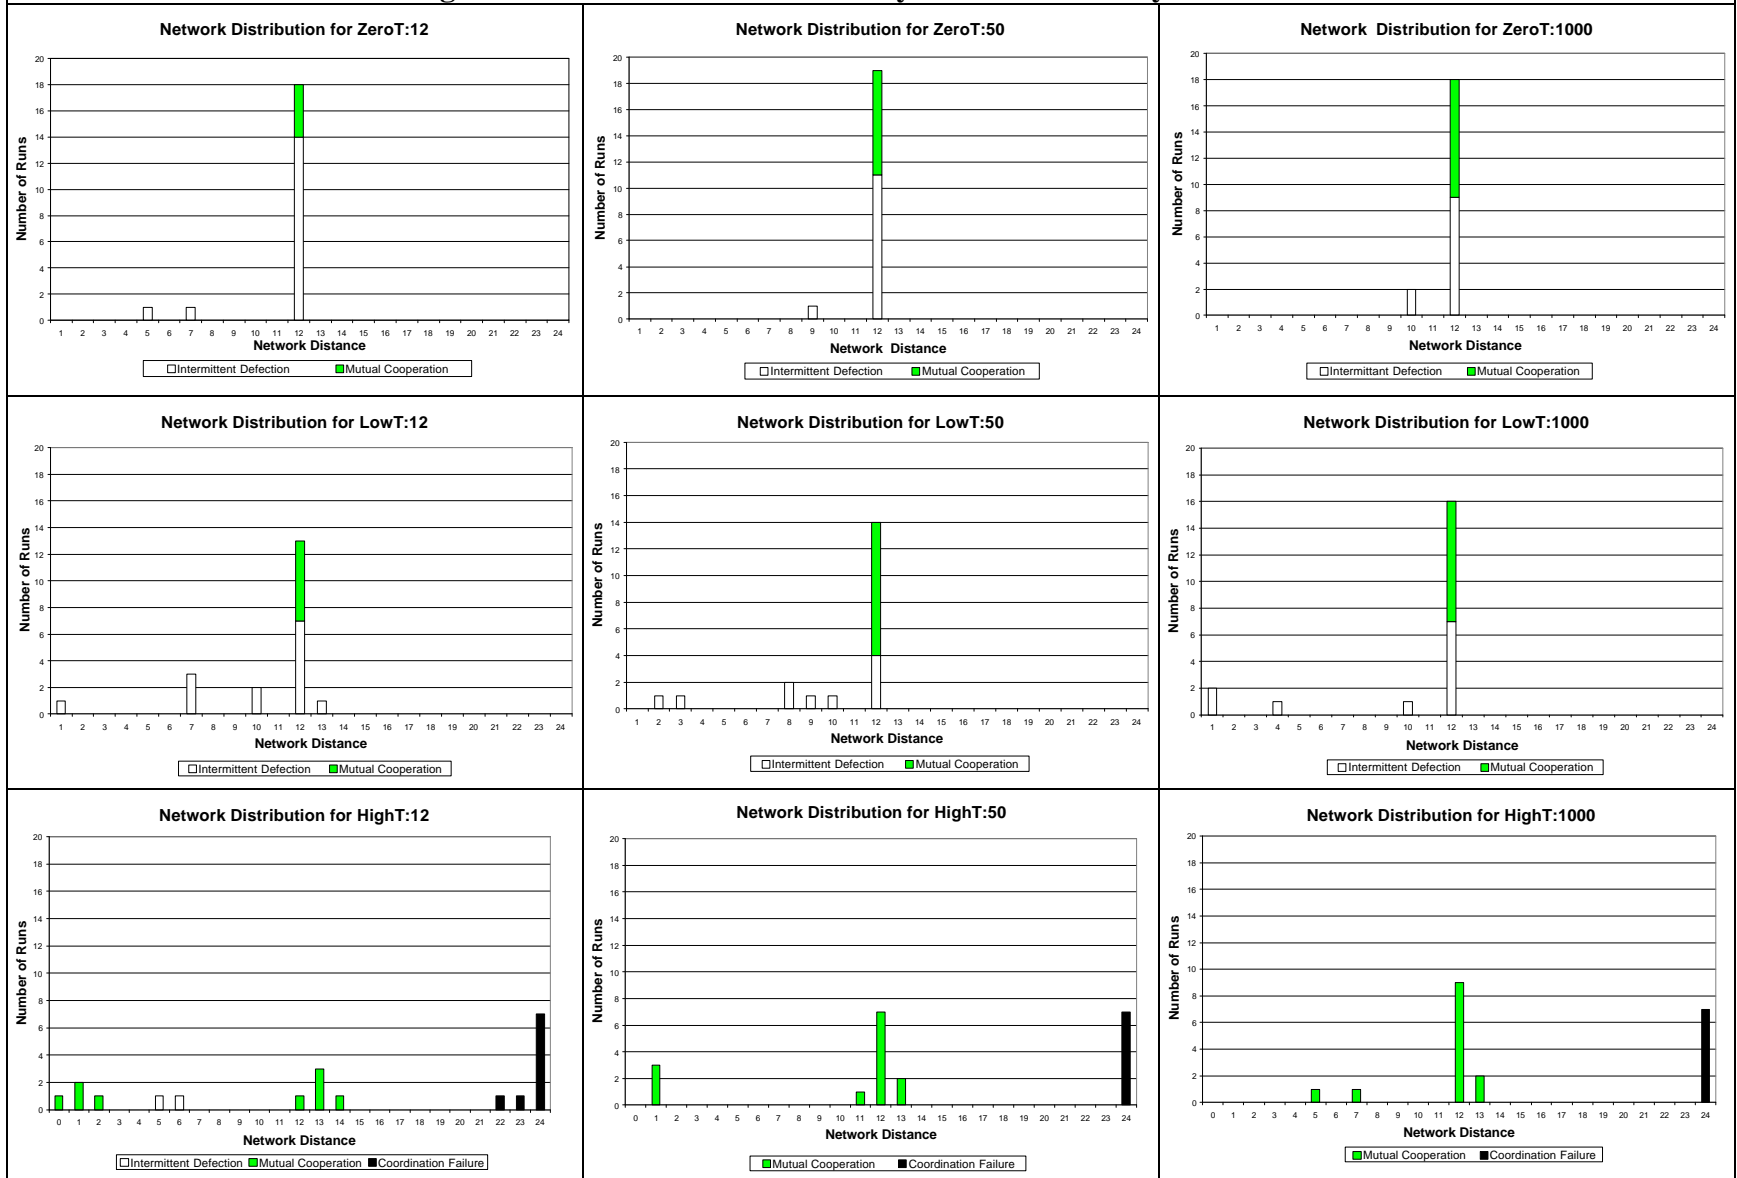 Network Distribution for ZeroT:12
Number of Runs
20
18
16
14
12
10
8
6
4
2
0
1 2 3 4 5 6 7 8 9 10 11 12 13 14 15 16 17 18 19 20 21 22 23 24
Network Distance
Intermittent Defection Mutual Cooperation
Network Distribution for ZeroT:50
Number of Runs
20
18
16
14
12
10
8
6
4
2
0
1 2 3 4 5 6 7 8 9 10 11 12 13 14 15 16 17 18 19 20 21 22 23 24
Network Distance
Intermittent Defection Mutual Cooperation
Network Distribution for ZeroT:1000
Number of Runs
20
18
16
14
12
10
8
6
4
2
0
1 2 3 4 5 6 7 8 9 10 11 12 13 14 15 16 17 18 19 20 21 22 23 24
Network Distance
Intermittant Defection Mutual Cooperation
Network Distribution for LowT:12
Number of Runs
20
18
16
14
12
10
8
6
4
2
0
1 2 3 4 5 6 7 8 9 10 11 12 13 14 15 16 17 18 19 20 21 22 23 24
Network Distance
Intermittent Defection Mutual Cooperation
Network Distribution for LowT:50
Number of Runs
20
18
16
14
12
10
8
6
4
2
0
1 2 3 4 5 6 7 8 9 10 11 12 13 14 15 16 17 18 19 20 21 22 23 24
Network Distance
Intermittent Defection Mutual Cooperation
Network Distribution for LowT:1000
Number of Runs
20
18
16
14
12
10
8
6
4
2
0
1 2 3 4 5 6 7 8 9 10 11 12 13 14 15 16 17 18 19 20 21 22 23 24
Network Distance
Intermittent Defection Mutual Cooperation
Network Distribution for HighT:12
Number of Runs
20
18
16
14
12
10
8
6
4
2
0
0 1 2 3 4 5 6 7 8 9 10 11 12 13 14 15 16 17 18 19 20 21 22 23 24
Network Distance
Intermittent Defection Mutual Cooperation Coordination Failure
Network Distribution for HighT:50
Number of Runs
20
18
16
14
12
10
8
6
4
2
0
0 1 2 3 4 5 6 7 8 9 10 11 12 13 14 15 16 17 18 19 20 21 22 23 24
Network Distance
Mutual Cooperation Coordination Failure
Network Distribution for HighT:1000
Number of Runs
20
18
16
14
12
10
8
6
4
2
0
0 1 2 3 4 5 6 7 8 9 10 11 12 13 14 15 16 17 18 19 20 21 22 23 24
Network Distance
Mutual Cooperation Coordination Failure